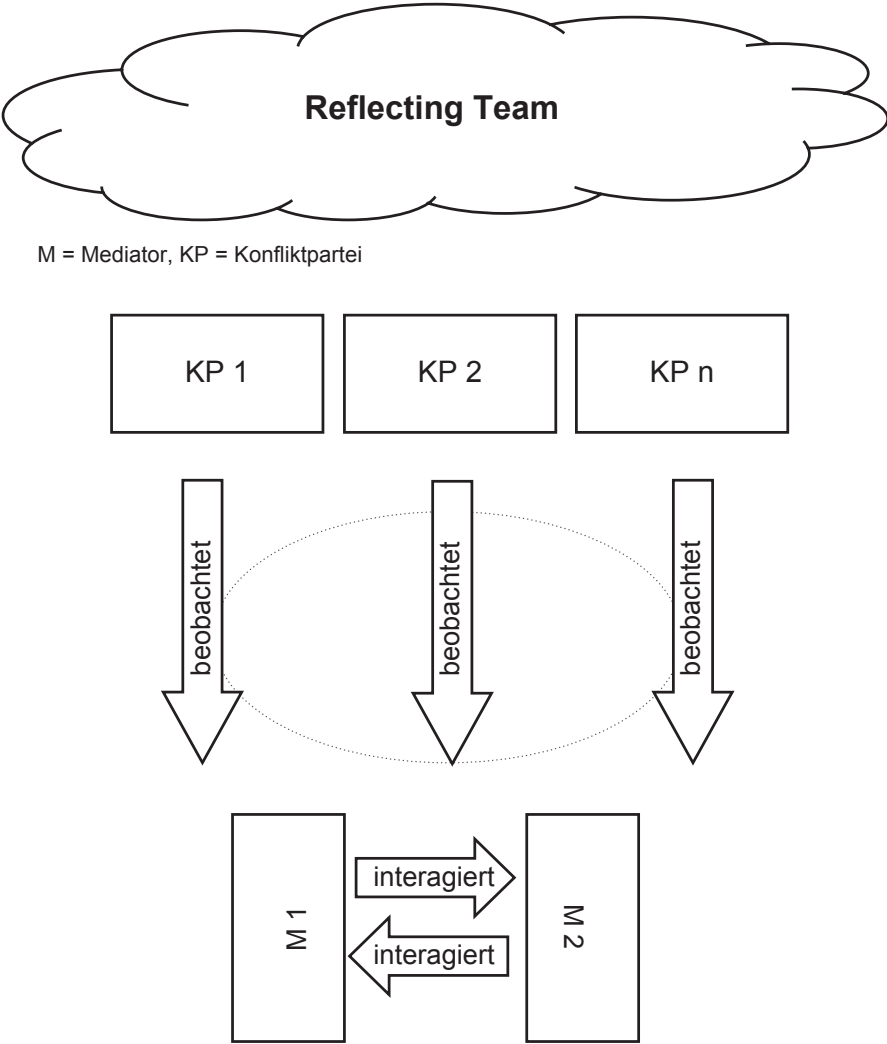 Reflecting Team
M = Mediator, KP = Konfliktpartei
KP 1
KP 2
KP n
beobachtet
beobachtet
beobachtet
M 1
interagiert
interagiert
M 2